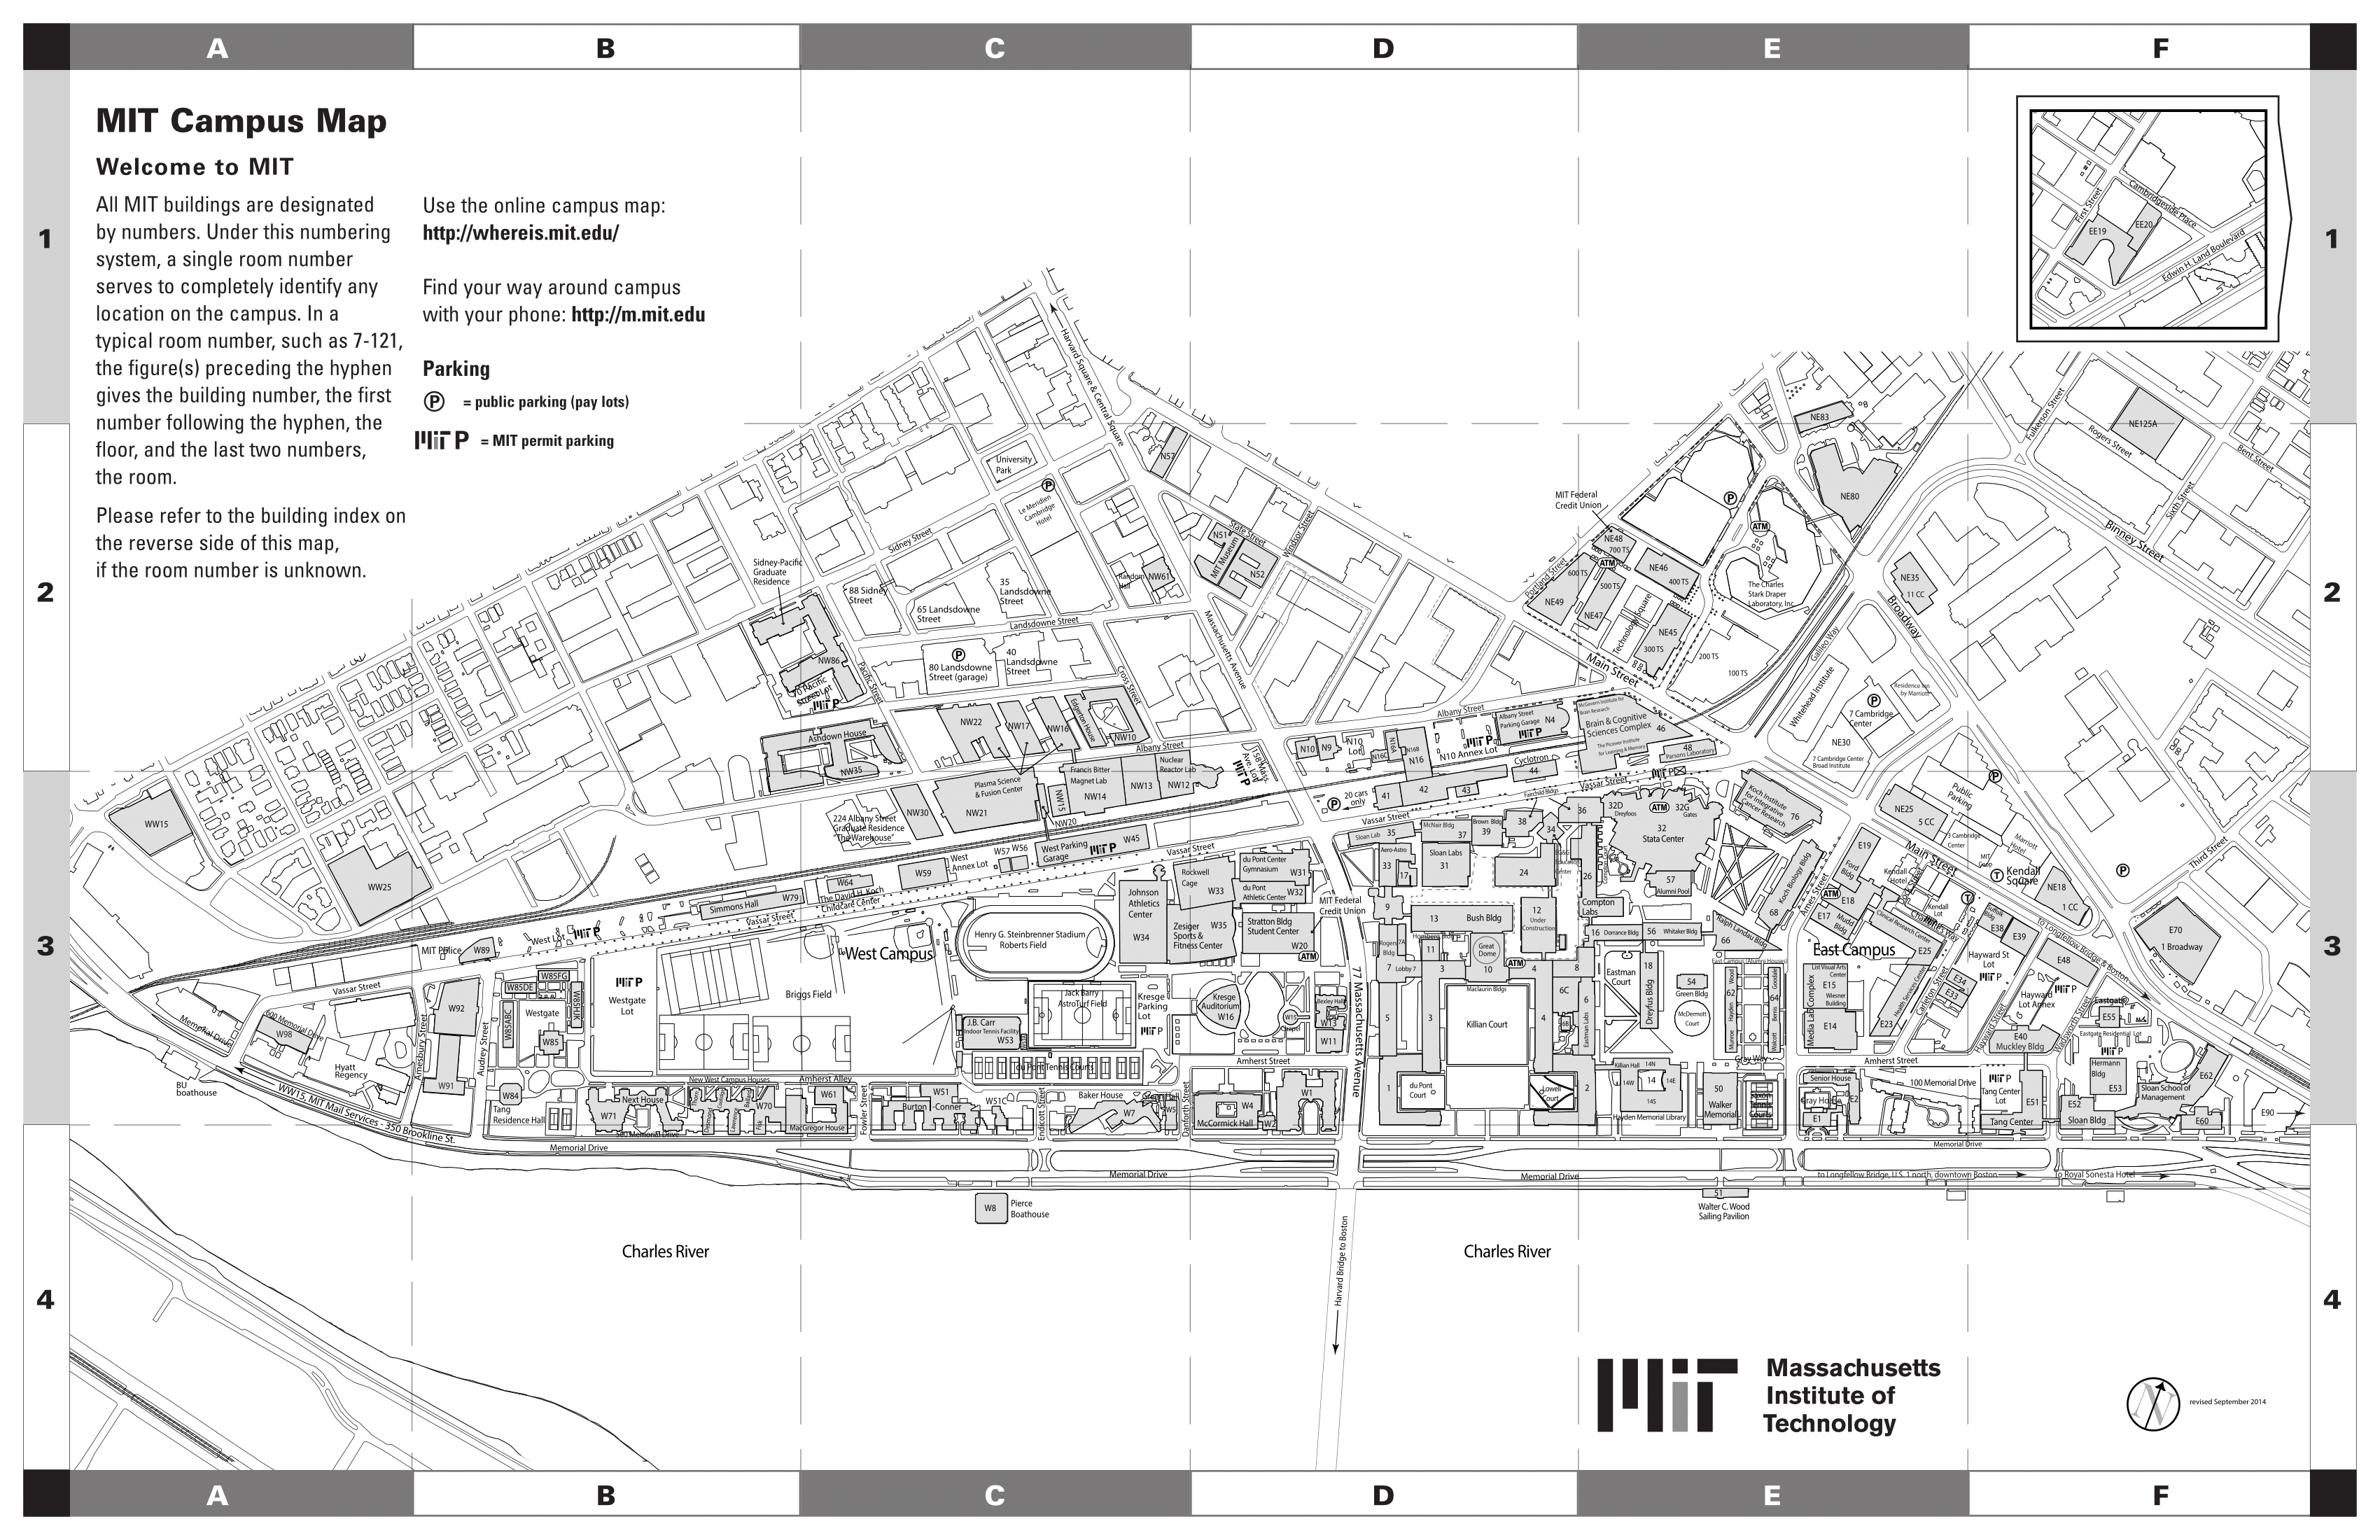 A B C D E F
MIT Campus Map
Welcome to MIT
All MIT buildings are designated
by numbers. Under this numbering
system, a single room number
serves to completely identify any
location on the campus. In a
typical room number, such as 7-121,
the figure(s) preceding the hyphen
gives the building number, the first
number following the hyphen, the
floor, and the last two numbers,
the room.
Please refer to the building index on
the reverse side of this map,
if the room number is unknown.
Use the online campus map:
http://whereis.mit.edu/
Find your way around campus
with your phone: http://m.mit.edu
Parking
P = public parking (pay lots)
MIT P = MIT permit parking
1
1
2
2
3
3
4
4
First Street
Cambridgeside Place
EE19
EE20
Edwin H. Land Boulevard
Harvard Square & Central Square
University
Park
Le Meridien
Cambridge
Hotel
N57
Sidney Street
Sidney-Pacific
Graduate
Residence
88 Sidney
Street
65 Landsdowne
Street
35
Landsdowne
Street
Landsdowne Street
80 Landsdowne
Street (garage)
40
Landsdowne
Street
Random
Hall
NW61
Cross Street
Massachusetts Avenue
NW86
70 Pacific
Street Lot
Pacific Street
Ashdown House
NW35
NW22
NW17
NW16
Edgerton House
NW10
Albany Street
State Street
N51
MIT Museum
N52
Windsor Street
MIT Federal
Credit Union
Portland Street
NE48
700 TS
ATM
600 TS
500 TS
NE46
400 TS
NE49
NE47
Technology Square
NE45
300 TS
200 TS
100 TS
Main Street
The Charles
Stark Draper
Laboratory, Inc.
ATM
NE83
NE80
NE35
11 CC
Broadway
Galileo Way
Fulkerson Street
Rogers Street
NE125A
Bent Street
Sixth Street
Binney Street
Whitehead Institute
Residence Inn
by Marriott
7 Cambridge
Center
NE30
7 Cambridge Center
Broad Institute
WW15
WW25
Plasma Science
& Fusion Center
NW21
NW30
Francis Bitter
Magnet Lab
NW14
NW15
NW13
Nuclear
Reactor Lab
NW12
NW20
224 Albany Street
Graduate Residence
"The Warehouse"
158 Mass.
Ave. Lot
N10
N9
N10
Lot
N16A
N16B
N16C
N16
Albany Street
N10 Annex Lot
Albany Street
Parking Garage
N4
McGovern Institute for
Brain Research
Brain & Cognitive
Sciences Complex
46
The Picower Institute
for Learning & Memory
48
Parsons Laboratory
Cyclotron
44
20 cars
only
41
42
43
Vassar Street
Fairchild Bldgs
36
38
34
Vassar Street
Sloan Lab
35
McNair Bldg
37
Brown Bldg
39
Aero-Astro
33
17
Sloan Labs
31
24
26
9
13
Bush Bldg
12
Under
Construction
32D
Dreyfoos
ATM
32G
Gates
32
Stata Center
Koch Institute
for Integrative
Cancer Research
76
57
Alumni Pool
Compton
Labs
16
Dorrance Bldg
56
Whitaker Bldg
66
Ralph Landau Bldg
68
Koch Biology Bldg
Ames Street
West Parking
Garage
W45
W57
W56
West
Annex Lot
W59
W64
The David H. Koch
Childcare Center
Simmons Hall
W79
Vassar Street
West Lot
MIT Police
W89
Johnson
Athletics
Center
W34
Rockwell
Cage
W33
Zesiger
Sports &
Fitness Center
W35
du Pont Center
Gymnasium
W31
du Pont
Athletic Center
W32
Stratton Bldg
Student Center
W20
ATM
MIT Federal
Credit Union
Henry G. Steinbrenner Stadium
Roberts Field
West Campus
Briggs Field
Westgate
Lot
W85FG
W85DE
W85HJK
W85ABC
Westgate
W85
W92
W91
Vassar Street
600 Memorial Drive
W98
Memorial Drive
Hyatt
Regency
BU
boathouse
Amesbury Street
Audrey Street
WW15, MIT Mail Services - 350 Brookline St.
W84
Tang
Residence Hall
Next House
W71
500 Memorial Drive
New West Campus Houses
W70
Amherst Alley
W61
MacGregor House
Fowler Street
W51
Burton
Conner
W51C
Endicott Street
Baker House
W7
W5
Danforth Street
J.B. Carr
Indoor Tennis Facility
W53
Jack Barry
AstroTurf Field
du Pont Tennis Courts
Kresge
Parking
Lot
Kresge
Auditorium
W16
W15
Chapel
Bexley Hall
W13
W11
Amherst Street
W4
McCormick Hall
W2
W1
77 Massachusetts Avenue
Rogers
Bldg
7A
7
Lobby 7
11
3
Great
Dome
10
ATM
4
8
Maclaurin Bldgs
5
3
Killian Court
4
6C
6
6B
Eastman Labs
1
du Pont
Court
Lowell
Court
2
Eastman
Court
18
Dreyfus Bldg
54
Green Bldg
McDermott
Court
East Campus (Alumni Houses)
62
Wood
Hayden
Munroe
64
Goodale
Bemis
Walcott
Gray Way
Killian Hall
14N
14W
14
14E
14S
Hayden Memorial Library
50
Walker
Memorial
East Campus
List Visual Arts
Center
E15
Wiesner
Building
Media Lab Complex
E14
E23
Health Services Center
E25
Clinical Research Center
E17
Mudd
Bldg
E18
E19
Ford
Bldg
ATM
Main Street
NE25
5 CC
Public
Parking
3 Cambridge
Center
Marriott
Hotel
MIT
Coop
Kendall
Hotel
Kendall
Lot
Kendall
Square
NE18
1 CC
Third Street
to Longfellow Bridge & Boston
E70
1 Broadway
E38
E39
Hayward St
Lot
E34
E33
Carleton Street
Hayward Street
E48
Hayward
Lot Annex
Wadsworth Street
Eastgate
E55
Eastgate Residential Lot
E40
Muckley Bldg
Amherst Street
Senior House
Gray House
E2
E1
100 Memorial Drive
Tang Center
Lot
E51
Tang Center
Hermann
Bldg
E53
E52
Sloan Bldg
Sloan School of
Management
E62
E60
E90
Memorial Drive
Memorial Drive
Memorial Drive
Memorial Drive
to Longfellow Bridge, U.S. 1 north, downtown Boston
to Royal Sonesta Hotel
W8
Pierce
Boathouse
51
Walter C. Wood
Sailing Pavilion
Charles River
Charles River
Harvard Bridge to Boston
Massachusetts
Institute of
Technology
N
revised September 2014
A B C D E F